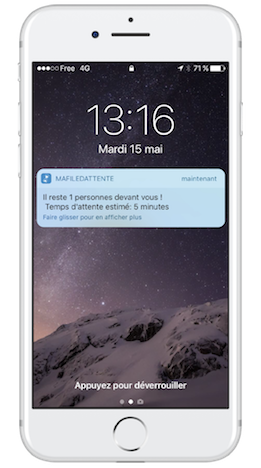 Free 4G 71 %
13:16
Mardi 15 mai
MAFILEDATTENTE maintenant
Il reste 1 personnes devant vous !
Temps d'attente estimé: 5 minutes
Faire glisser pour en afficher plus
Appuyez pour déverrouiller